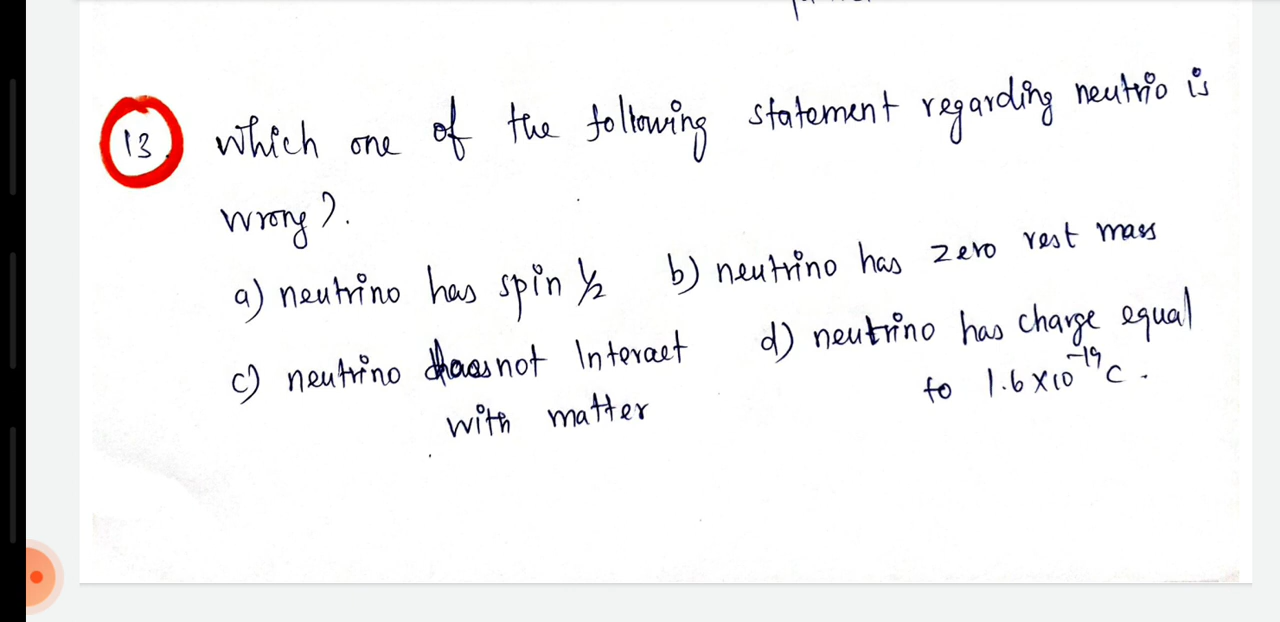 13 which one of the following statement regarding neutrio is
wrong?.
a) neutrino has spin 1/2 b) neutrino has zero rest mass
c) neutrino does not Interact d) neutrino has charge equal
with matter to 1.6 × 10⁻¹⁹ C.